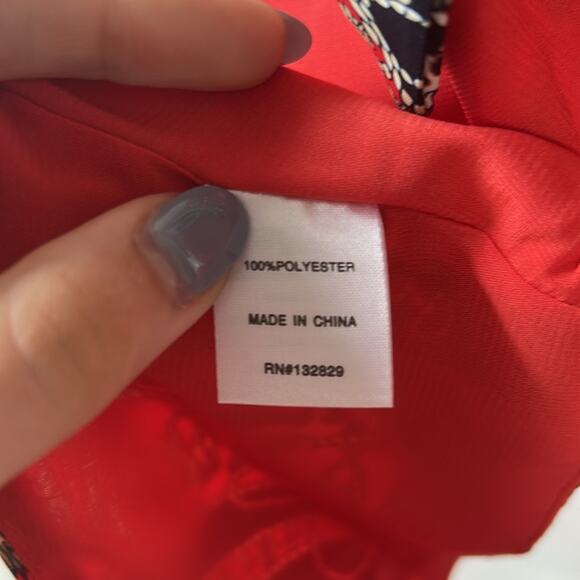 100%POLYESTER
MADE IN CHINA
RN#132829